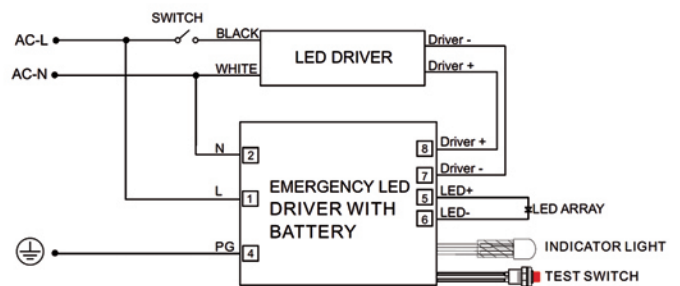 SWITCH
AC-L
BLACK
LED DRIVER
Driver -
AC-N
WHITE
Driver +
N
2
8
Driver +
7
Driver -
L
1
EMERGENCY LED
DRIVER WITH
BATTERY
5
LED+
6
LED-
LED ARRAY
PG
4
INDICATOR LIGHT
TEST SWITCH